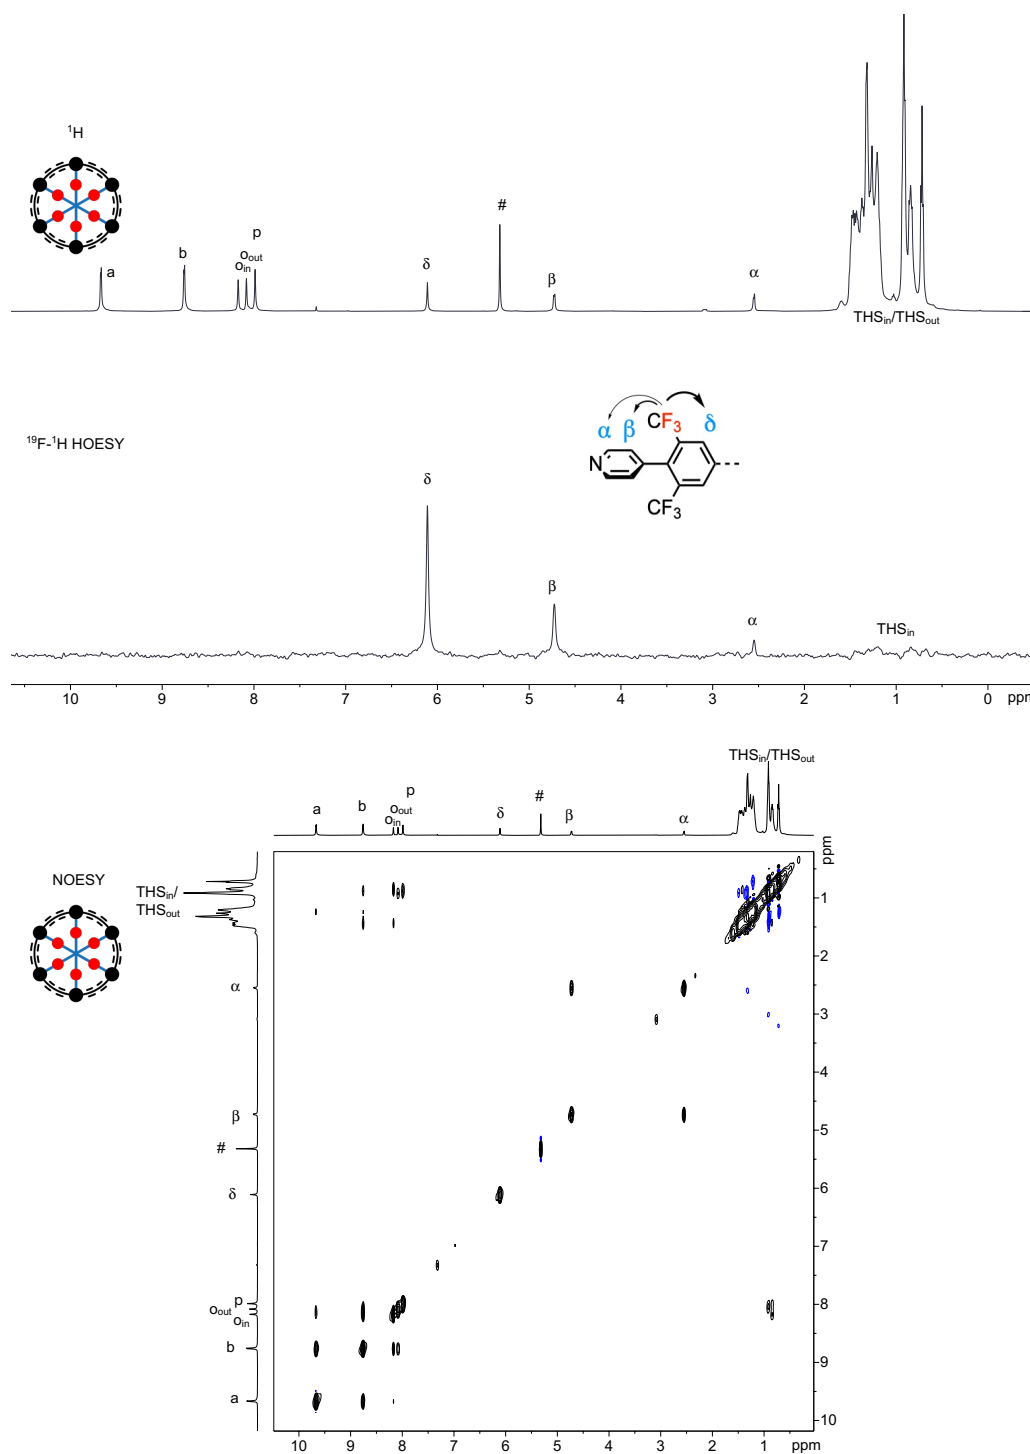 ¹H
a
b
o_in
o_out
p
δ
#
β
α
THS_in/THS_out
¹⁹F-¹H HOESY
α β CF₃ δ
N
CF₃
δ
β
α
THS_in
10 9 8 7 6 5 4 3 2 1 0 ppm
THS_in/THS_out
a
b
o_in
o_out
p
δ
#
β
α
NOESY
THS_in/
THS_out
α
β
#
δ
p
o_out
o_in
b
a
ppm
1
2
3
4
5
6
7
8
9
10
10 9 8 7 6 5 4 3 2 1 ppm